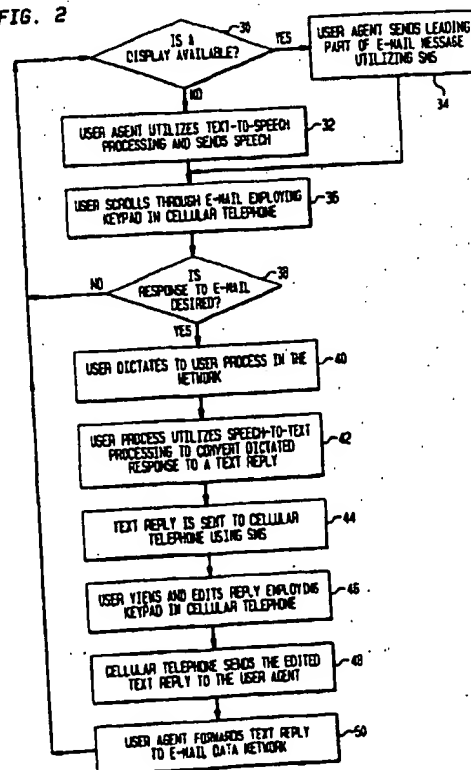 FIG. 2
IS A
DISPLAY AVAILABLE?
30
YES
USER AGENT SENDS LEADING
PART OF E-MAIL MESSAGE
UTILIZING SMS
34
NO
USER AGENT UTILIZES TEXT-TO-SPEECH
PROCESSING AND SENDS SPEECH
32
USER SCROLLS THROUGH E-MAIL EMPLOYING
KEYPAD IN CELLULAR TELEPHONE
36
IS
RESPONSE TO E-MAIL
DESIRED?
38
NO
YES
USER DICTATES TO USER PROCESS IN THE
NETWORK
40
USER PROCESS UTILIZES SPEECH-TO-TEXT
PROCESSING TO CONVERT DICTATED
RESPONSE TO A TEXT REPLY
42
TEXT REPLY IS SENT TO CELLULAR
TELEPHONE USING SMS
44
USER VIEWS AND EDITS REPLY EMPLOYING
KEYPAD IN CELLULAR TELEPHONE
46
CELLULAR TELEPHONE SENDS THE EDITED
TEXT REPLY TO THE USER AGENT
48
USER AGENT FORWARDS TEXT REPLY
TO E-MAIL DATA NETWORK
50